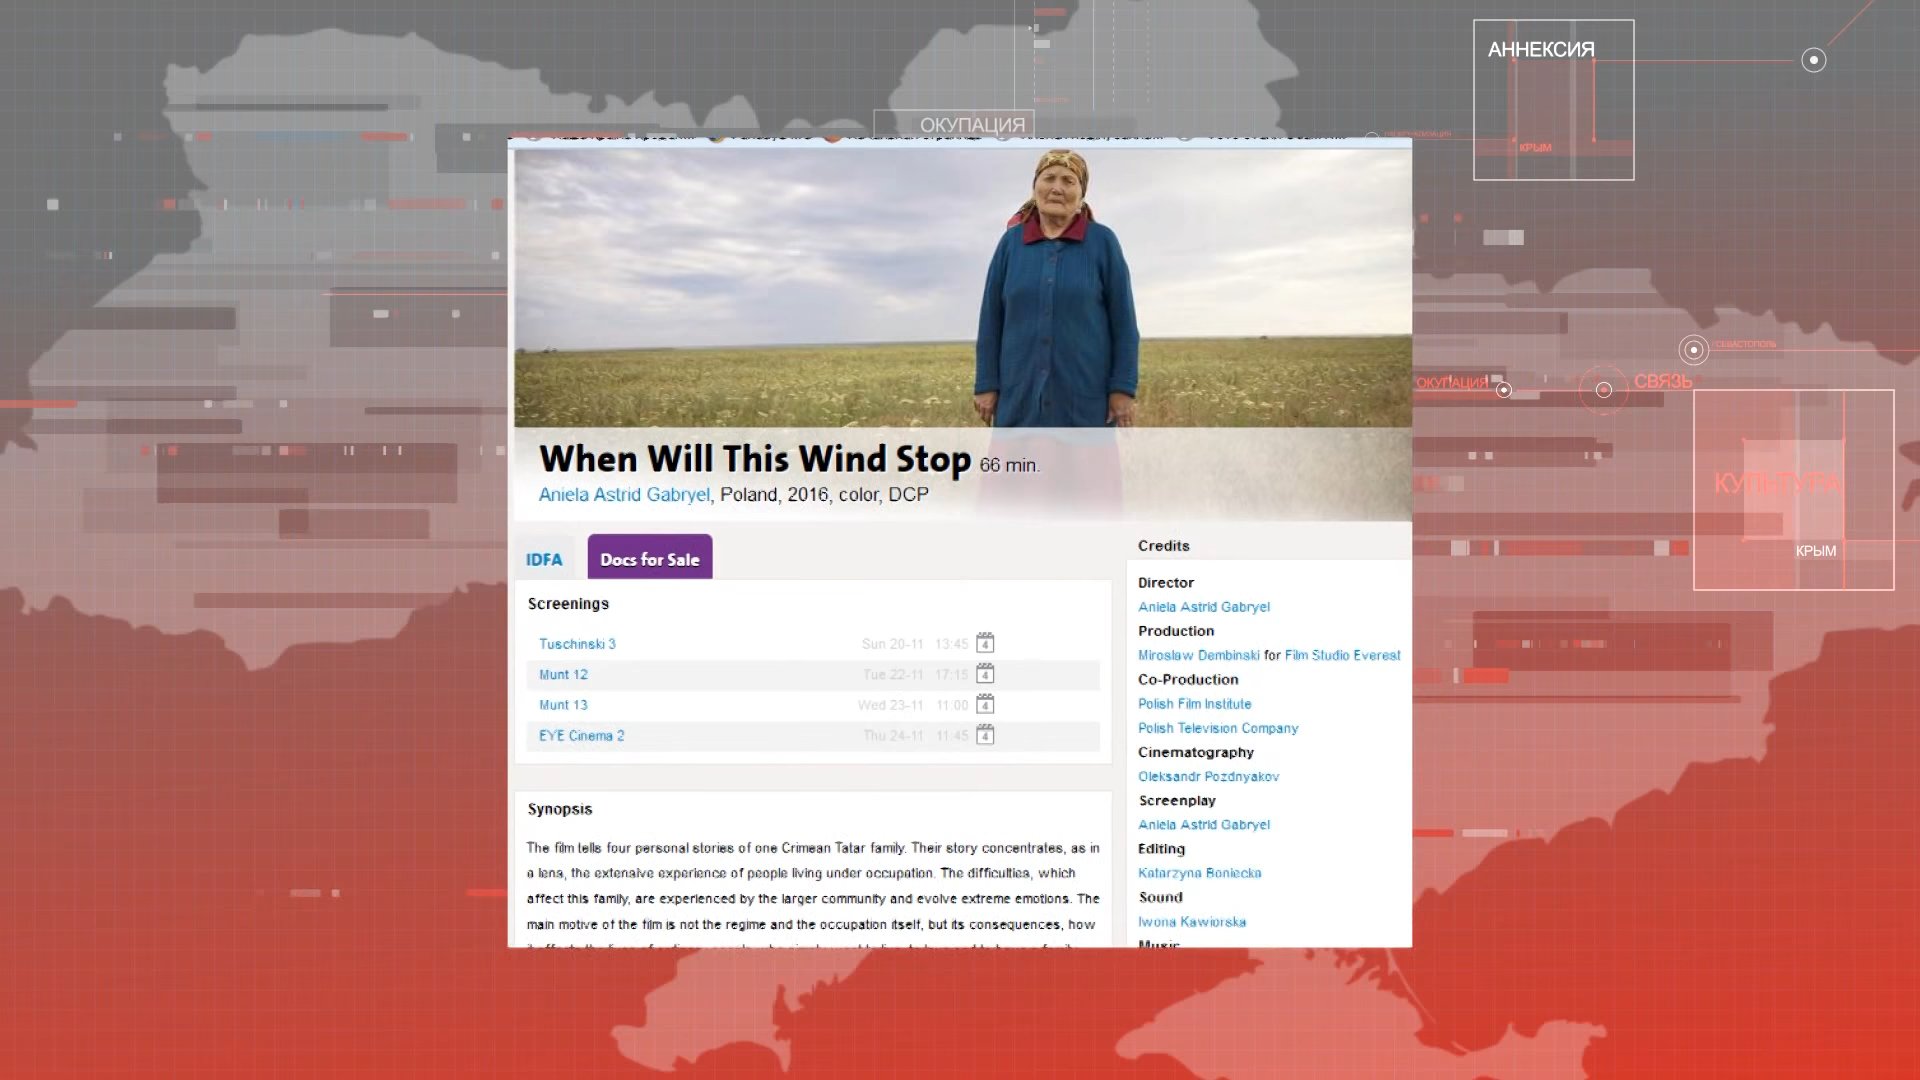 АННЕКСИЯ
ОКУПАЦИЯ
КРЫМ
СЕВАСТОПОЛЬ
ОКУПАЦИЯ
СВЯЗЬ
КУЛЬТУРА
КРЫМ
When Will This Wind Stop 66 min.
Aniela Astrid Gabryel, Poland, 2016, color, DCP
IDFA
Docs for Sale
Screenings
Tuschinski 3 Sun 20-11 13:45
Munt 12 Tue 22-11 17:15
Munt 13 Wed 23-11 11:00
EYE Cinema 2 Thu 24-11 11:45
Synopsis
The film tells four personal stories of one Crimean Tatar family. Their story concentrates, as in
a lens, the extensive experience of people living under occupation. The difficulties, which
affect this family, are experienced by the larger community and evolve extreme emotions. The
main motive of the film is not the regime and the occupation itself, but its consequences, how
Credits
Director
Aniela Astrid Gabryel
Production
Miroslaw Dembinski for Film Studio Everest
Co-Production
Polish Film Institute
Polish Television Company
Cinematography
Oleksandr Pozdnyakov
Screenplay
Aniela Astrid Gabryel
Editing
Katarzyna Boniecka
Sound
Iwona Kawiorska
Music